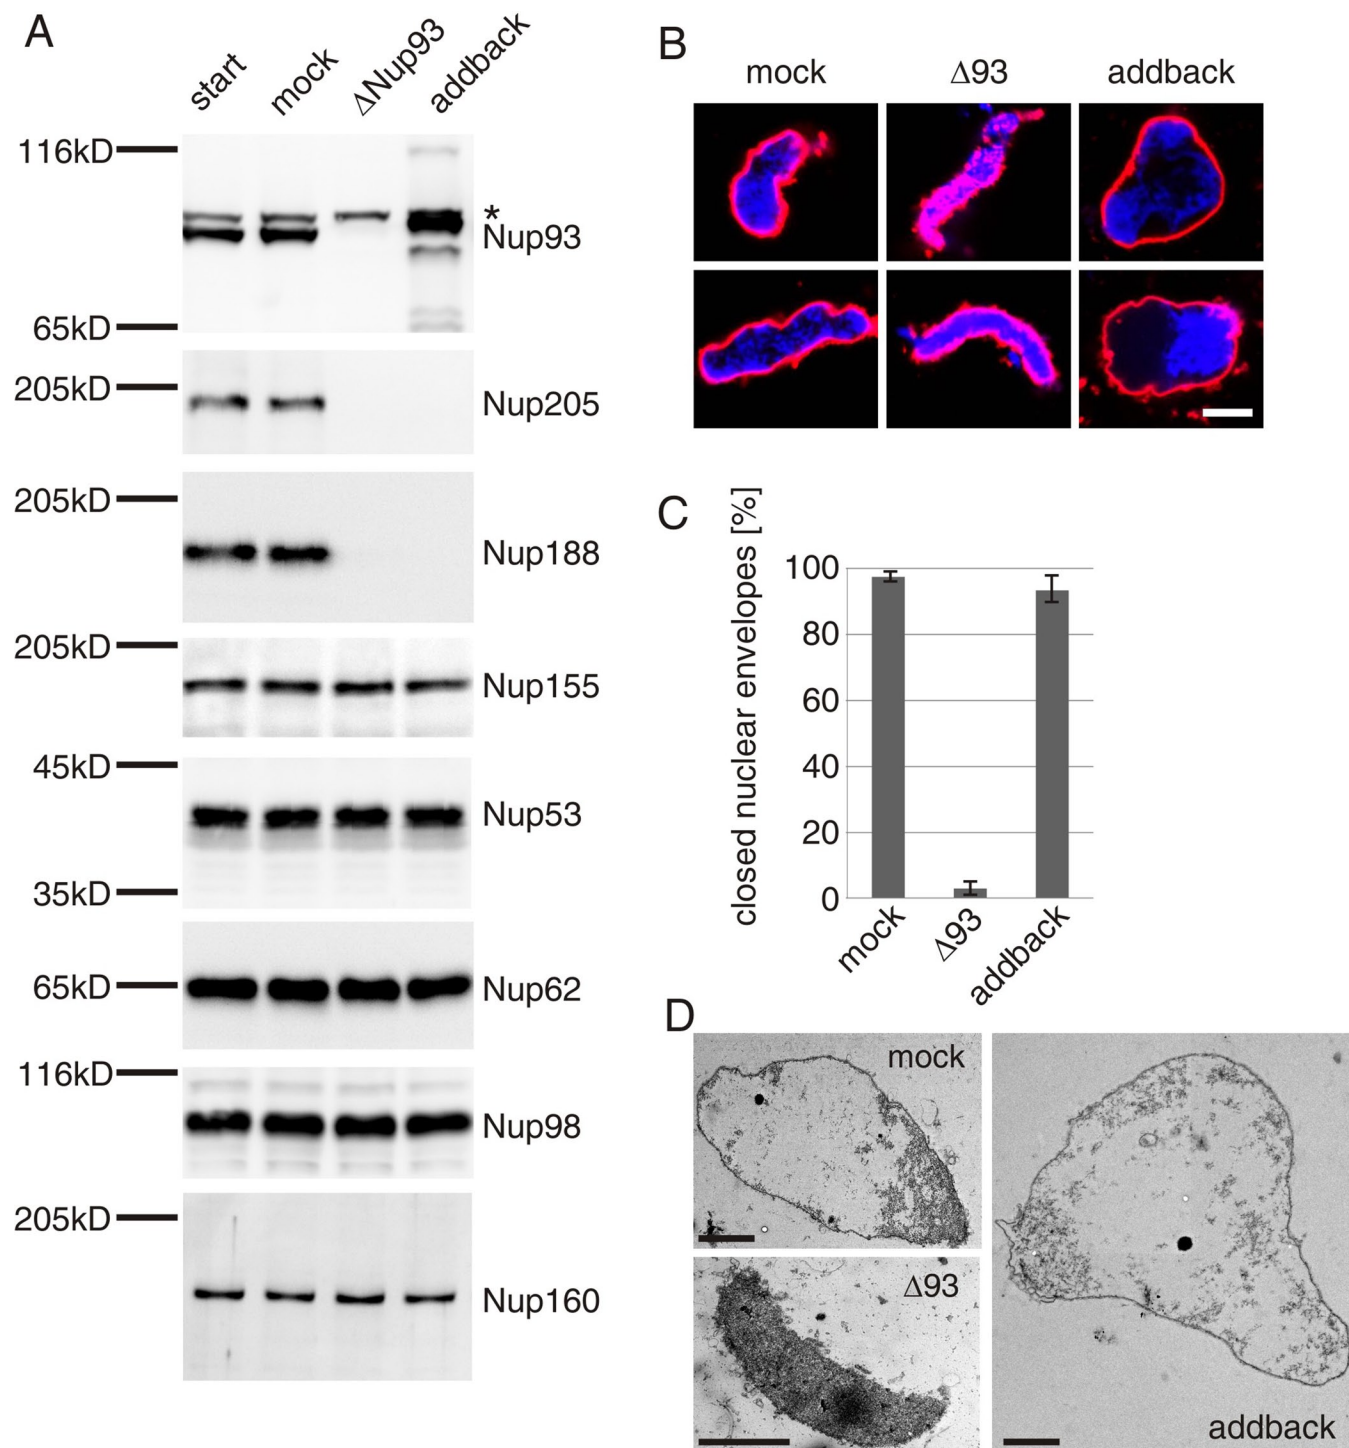 A
start
mock
ΔNup93
addback
116kD
*
Nup93
65kD
205kD
Nup205
205kD
Nup188
205kD
Nup155
45kD
Nup53
35kD
65kD
Nup62
116kD
Nup98
205kD
Nup160
B
mock
Δ93
addback
C
closed nuclear envelopes [%]
100
80
60
40
20
0
mock
Δ93
addback
D
mock
Δ93
addback